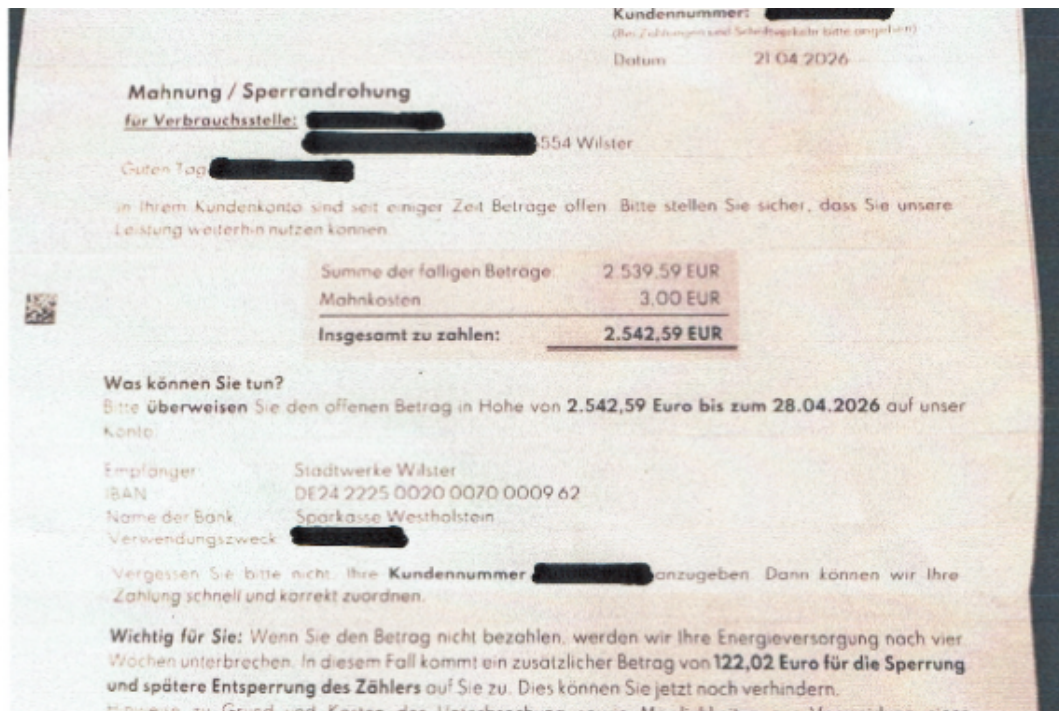 Kundennummer:
(Bei Zahlungen und Schriftverkehr bitte angeben)
Datum 21.04.2026
Mahnung / Sperrandrohung
für Verbrauchsstelle:
554 Wilster
Guten Tag
in Ihrem Kundenkonto sind seit einiger Zeit Beträge offen. Bitte stellen Sie sicher, dass Sie unsere
Leistung weiterhin nutzen können.
Summe der fälligen Beträge 2.539,59 EUR
Mahnkosten 3,00 EUR
Insgesamt zu zahlen: 2.542,59 EUR
Was können Sie tun?
Bitte überweisen Sie den offenen Betrag in Höhe von 2.542,59 Euro bis zum 28.04.2026 auf unser
Konto:
Empfänger Stadtwerke Wilster
IBAN DE24 2225 0020 0070 0009 62
Name der Bank Sparkasse Westholstein
Verwendungszweck
Vergessen Sie bitte nicht, Ihre Kundennummer anzugeben. Dann können wir Ihre
Zahlung schnell und korrekt zuordnen.
Wichtig für Sie: Wenn Sie den Betrag nicht bezahlen, werden wir Ihre Energieversorgung nach vier
Wochen unterbrechen. In diesem Fall kommt ein zusätzlicher Betrag von 122,02 Euro für die Sperrung
und spätere Entsperrung des Zählers auf Sie zu. Dies können Sie jetzt noch verhindern.